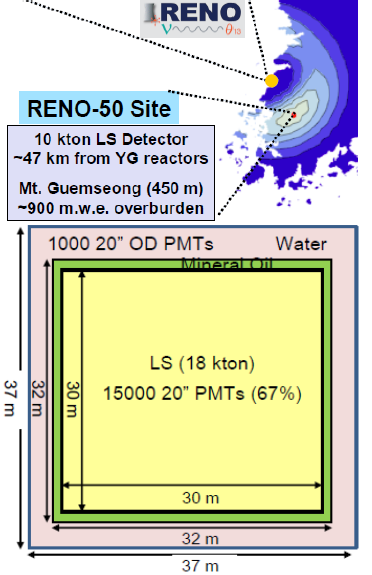 RENO
ν
θ13
RENO-50 Site
10 kton LS Detector
~47 km from YG reactors
Mt. Guemseong (450 m)
~900 m.w.e. overburden
1000 20” OD PMTs Water
Mineral Oil
LS (18 kton)
15000 20” PMTs (67%)
37 m
32 m
30 m
30 m
32 m
37 m